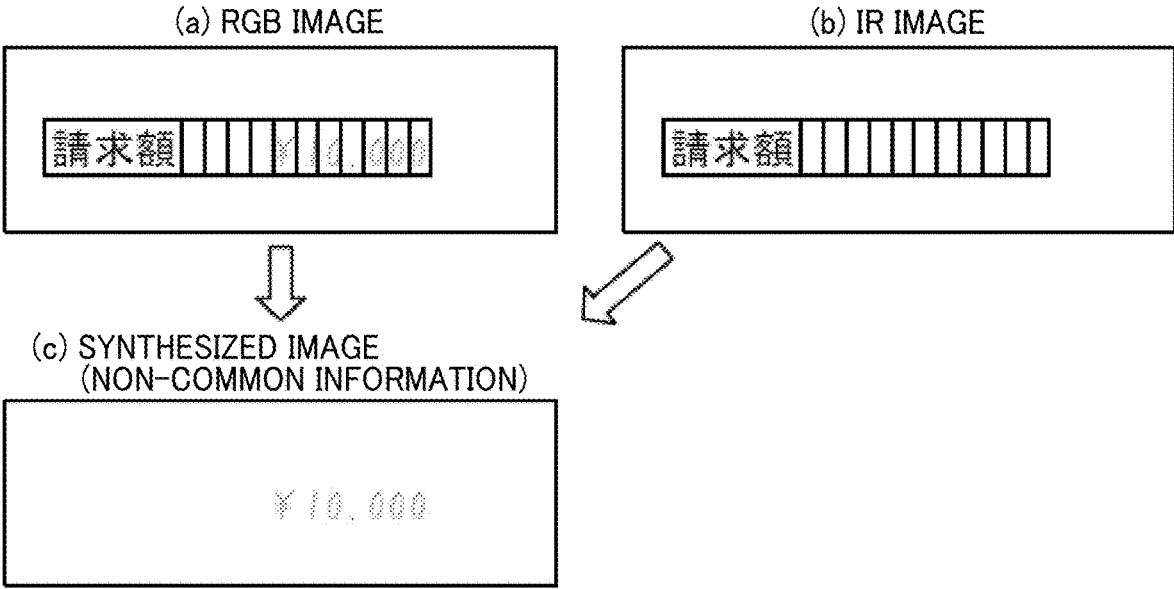 (a) RGB IMAGE
(b) IR IMAGE
請求額 ¥10,000
請求額
(c) SYNTHESIZED IMAGE
(NON-COMMON INFORMATION)
¥10,000